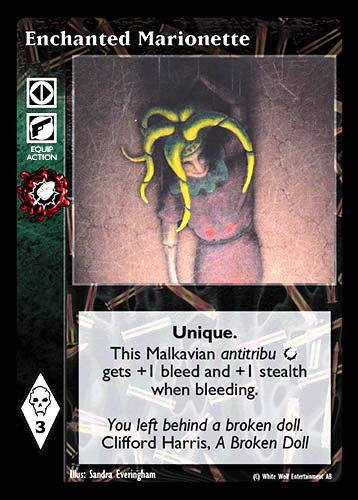 Enchanted Marionette
EQUIP
ACTION
Unique.
This Malkavian antitribu
gets +1 bleed and +1 stealth
when bleeding.
You left behind a broken doll.
Clifford Harris, A Broken Doll
3
Illus: Sandra Everingham
(C) White Wolf Entertainment AB